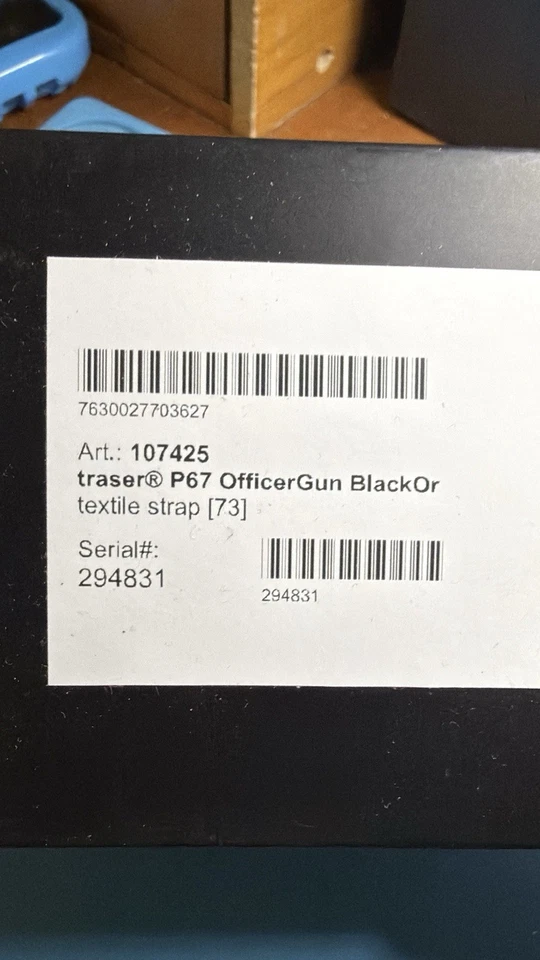 7630027703627
Art.: 107425
traser® P67 OfficerGun BlackOr
textile strap [73]
Serial#:
294831
294831